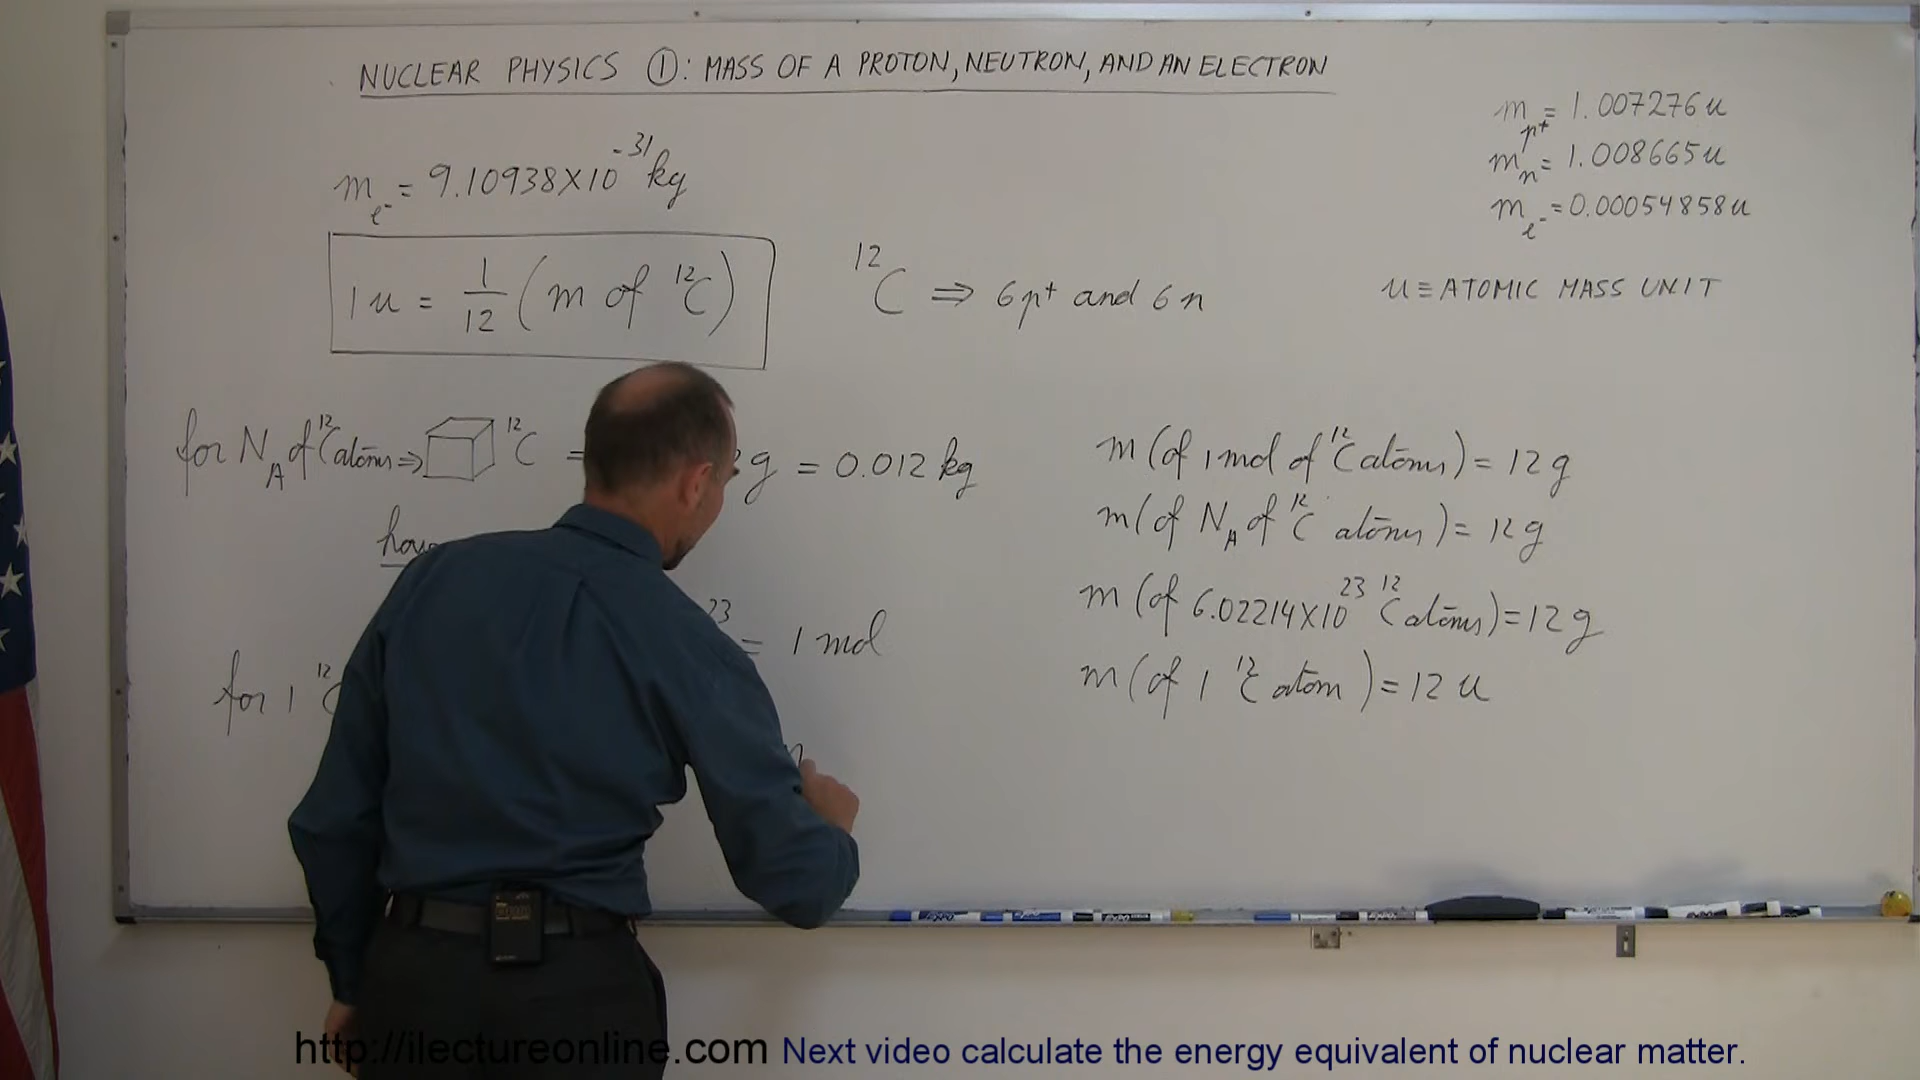 NUCLEAR PHYSICS ①: MASS OF A PROTON, NEUTRON, AND AN ELECTRON
m_p+ = 1.007276 u
m_n = 1.008665 u
m_e- = 0.00054858 u
u ≡ ATOMIC MASS UNIT
m_e- = 9.10938 X 10^-31 kg
1 u = 1/12 (m of ^12C)
^12C ⇒ 6p+ and 6n
for N_A of ^12C atoms ⇒ ^12C = g = 0.012 kg
23 = 1 mol
for 1 ^12C
m (of 1 mol of ^12C atoms) = 12 g
m (of N_A of ^12C atoms) = 12 g
m (of 6.02214 X 10^23 ^12C atoms) = 12 g
m (of 1 ^12C atom) = 12 u
http://ilectureonline.com Next video calculate the energy equivalent of nuclear matter.